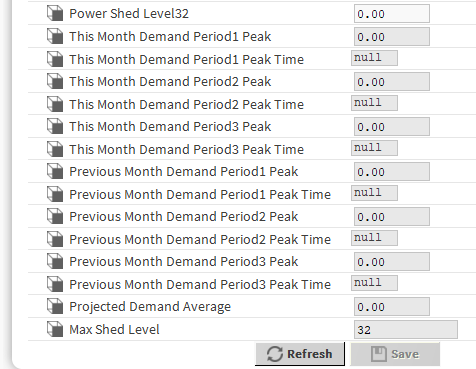 Power Shed Level32 0.00
This Month Demand Period1 Peak 0.00
This Month Demand Period1 Peak Time null
This Month Demand Period2 Peak 0.00
This Month Demand Period2 Peak Time null
This Month Demand Period3 Peak 0.00
This Month Demand Period3 Peak Time null
Previous Month Demand Period1 Peak 0.00
Previous Month Demand Period1 Peak Time null
Previous Month Demand Period2 Peak 0.00
Previous Month Demand Period2 Peak Time null
Previous Month Demand Period3 Peak 0.00
Previous Month Demand Period3 Peak Time null
Projected Demand Average 0.00
Max Shed Level 32
Refresh Save